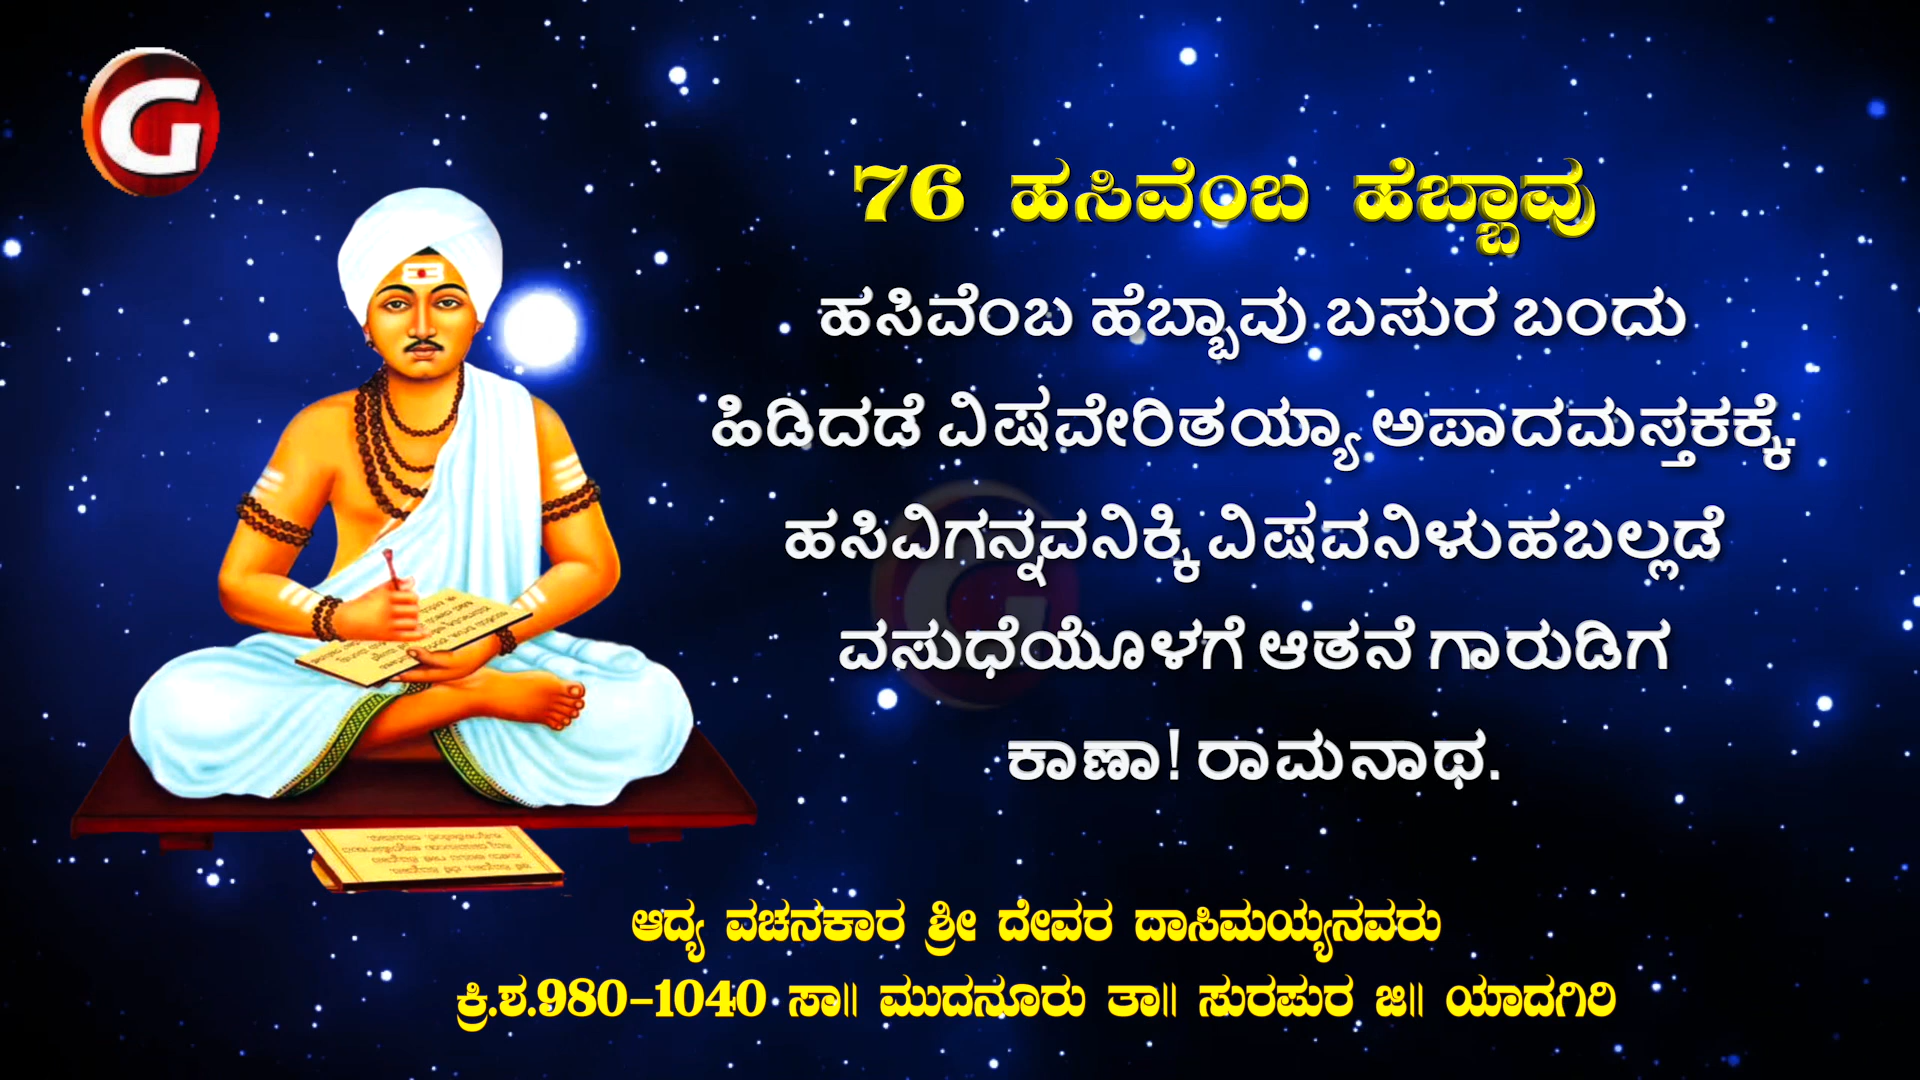 G
76 ಹಸಿವೆಂಬ ಹೆಬ್ಬಾವು
ಹಸಿವೆಂಬ ಹೆಬ್ಬಾವು ಬಸುರ ಬಂದು
ಹಿಡಿದಡೆ ವಿಷವೇರಿತಯ್ಯಾ ಅಪಾದಮಸ್ತಕಕ್ಕೆ.
ಹಸಿವಿಗನ್ನವನಿಕ್ಕಿ ವಿಷವನಿಳುಹಬಲ್ಲಡೆ
ವಸುಧೆಯೊಳಗೆ ಆತನೆ ಗಾರುಡಿಗ
ಕಾಣಾ! ರಾಮನಾಥ.
ಆದ್ಯ ವಚನಕಾರ ಶ್ರೀ ದೇವರ ದಾಸಿಮಯ್ಯನವರು
ಕ್ರಿ.ಶ.980-1040 ಸಾ॥ ಮುದನೂರು ತಾ॥ ಸುರಪುರ ಜಿ॥ ಯಾದಗಿರಿ